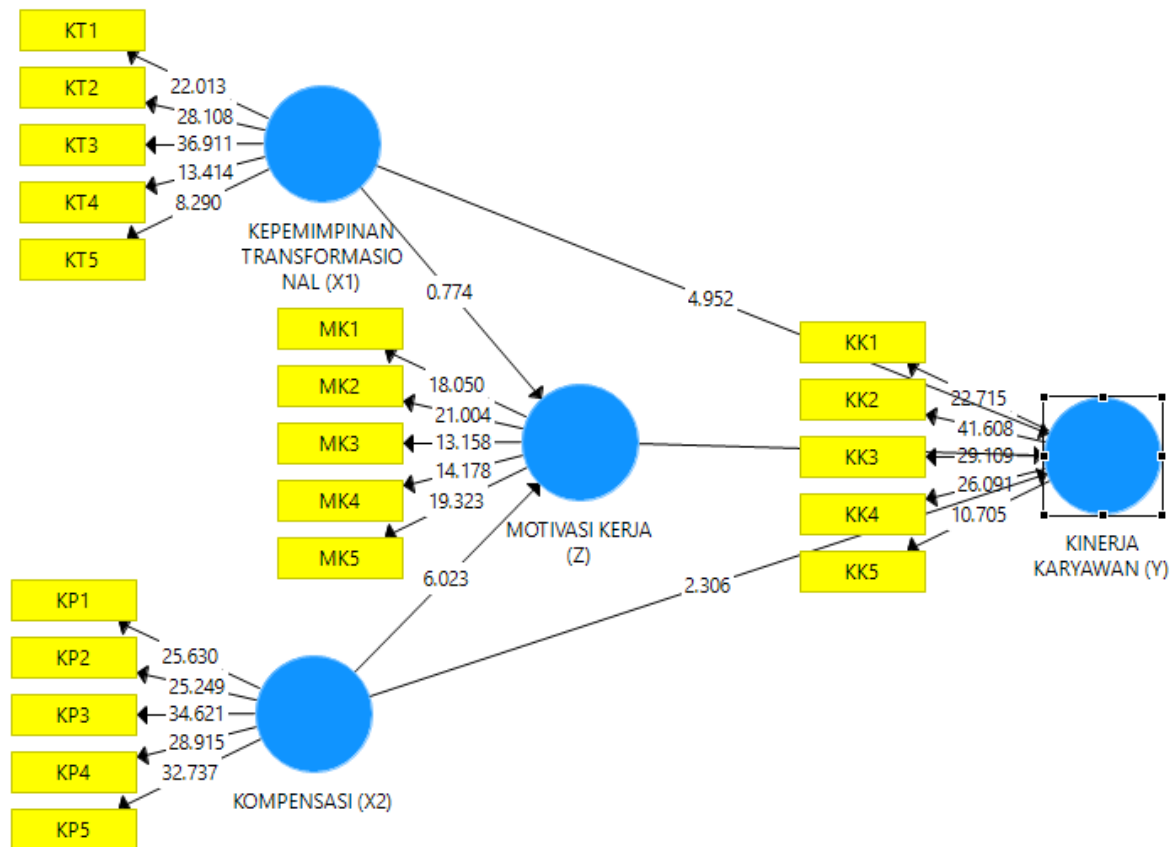 KT1
22.013
KT2
28.108
KT3
36.911
KT4
13.414
KT5
8.290
KEPEMIMPINAN
TRANSFORMASIO
NAL (X1)
0.774
4.952
MK1
18.050
MK2
21.004
MK3
13.158
MK4
14.178
MK5
19.323
MOTIVASI KERJA
(Z)
KK1
22.715
KK2
41.608
KK3
29.109
KK4
26.091
KK5
10.705
KINERJA
KARYAWAN (Y)
6.023
2.306
KP1
25.630
KP2
25.249
KP3
34.621
KP4
28.915
KP5
32.737
KOMPENSASI (X2)